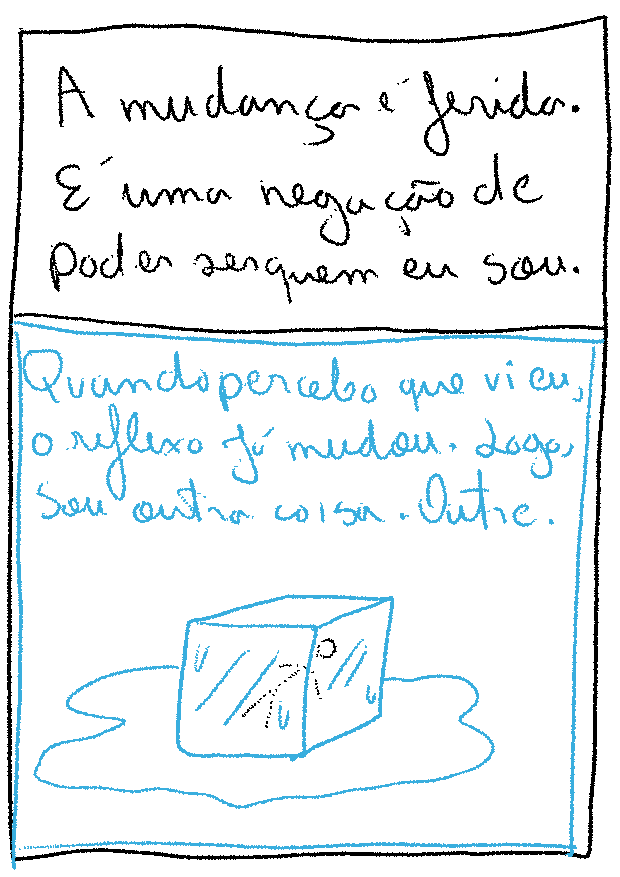 A mudança é ferida.
É uma negação de
poder ser quem eu sou.
Quando percebo que vi eu,
o reflexo já mudou. Logo,
sou outra coisa. Outre.